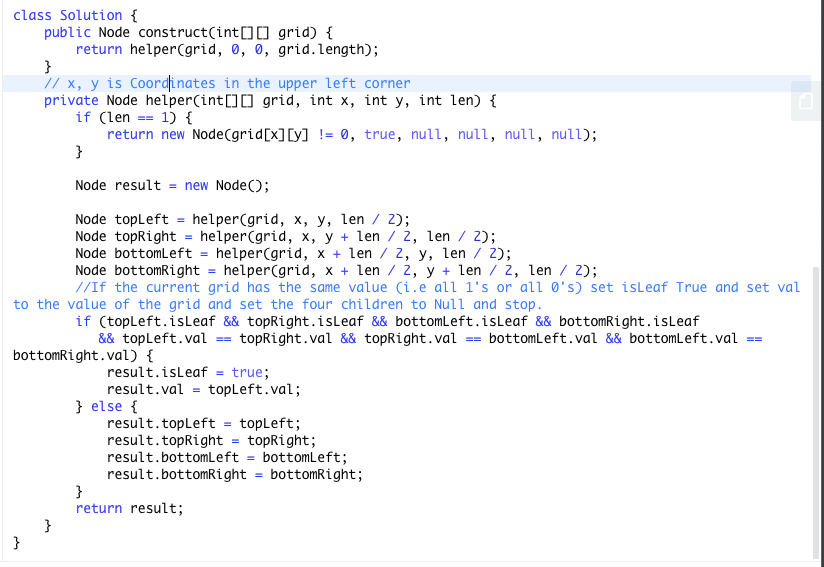 class Solution {
    public Node construct(int[][] grid) {
        return helper(grid, 0, 0, grid.length);
    }
    // x, y is Coordinates in the upper left corner
    private Node helper(int[][] grid, int x, int y, int len) {
        if (len == 1) {
            return new Node(grid[x][y] != 0, true, null, null, null, null);
        }

        Node result = new Node();

        Node topLeft = helper(grid, x, y, len / 2);
        Node topRight = helper(grid, x, y + len / 2, len / 2);
        Node bottomLeft = helper(grid, x + len / 2, y, len / 2);
        Node bottomRight = helper(grid, x + len / 2, y + len / 2, len / 2);
        //If the current grid has the same value (i.e all 1's or all 0's) set isLeaf True and set val
to the value of the grid and set the four children to Null and stop.
        if (topLeft.isLeaf && topRight.isLeaf && bottomLeft.isLeaf && bottomRight.isLeaf
           && topLeft.val == topRight.val && topRight.val == bottomLeft.val && bottomLeft.val ==
bottomRight.val) {
            result.isLeaf = true;
            result.val = topLeft.val;
        } else {
            result.topLeft = topLeft;
            result.topRight = topRight;
            result.bottomLeft = bottomLeft;
            result.bottomRight = bottomRight;
        }
        return result;
    }
}